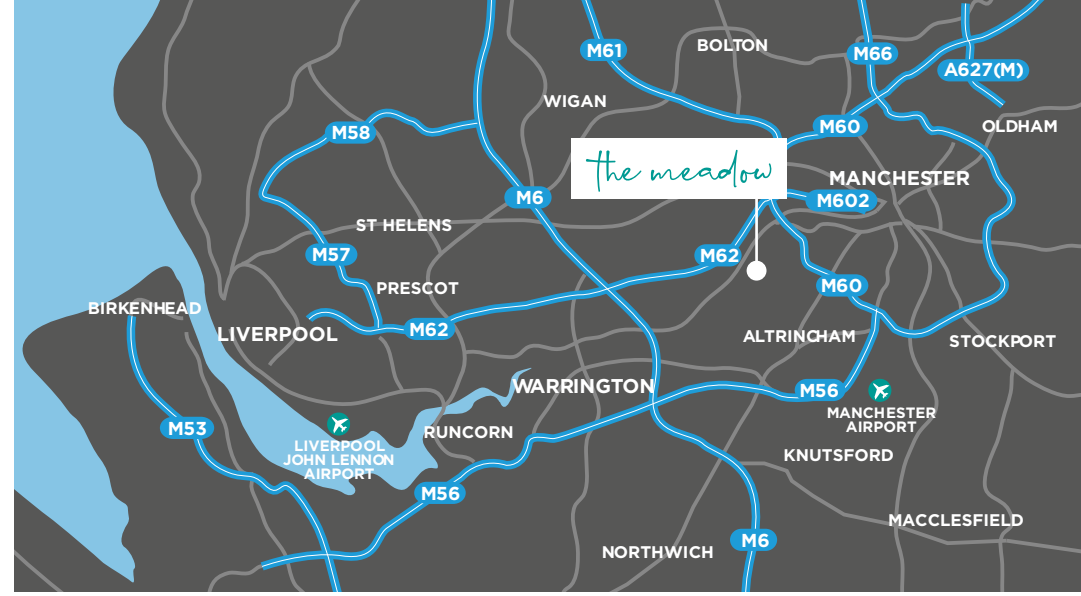 M61
BOLTON
M66
A627(M)
WIGAN
M58
M60
OLDHAM
the meadow
MANCHESTER
M6
M602
ST HELENS
M57
M62
PRESCOT
M60
BIRKENHEAD
LIVERPOOL
M62
ALTRINCHAM
STOCKPORT
WARRINGTON
M56
MANCHESTER
AIRPORT
M53
RUNCORN
LIVERPOOL
JOHN LENNON
AIRPORT
KNUTSFORD
M56
MACCLESFIELD
M6
NORTHWICH